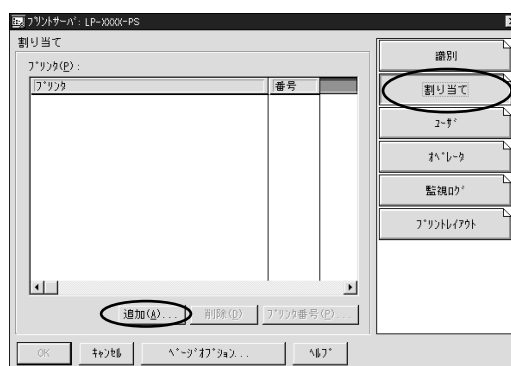 ﾌﾟﾘﾝﾄｻｰﾊﾞ: LP-XXXX-PS
割り当て
ﾌﾟﾘﾝﾀ(P):
ﾌﾟﾘﾝﾀ 番号
追加(A)... 削除(D) ﾌﾟﾘﾝﾀ番号(P)...
識別
割り当て
ﾕｰｻﾞ
ｵﾍﾟﾚｰﾀ
監視ﾛｸﾞ
ﾌﾟﾘﾝﾄﾚｲｱｳﾄ
OK ｷｬﾝｾﾙ ﾍﾟｰｼﾞｵﾌﾟｼｮﾝ... ﾍﾙﾌﾟ